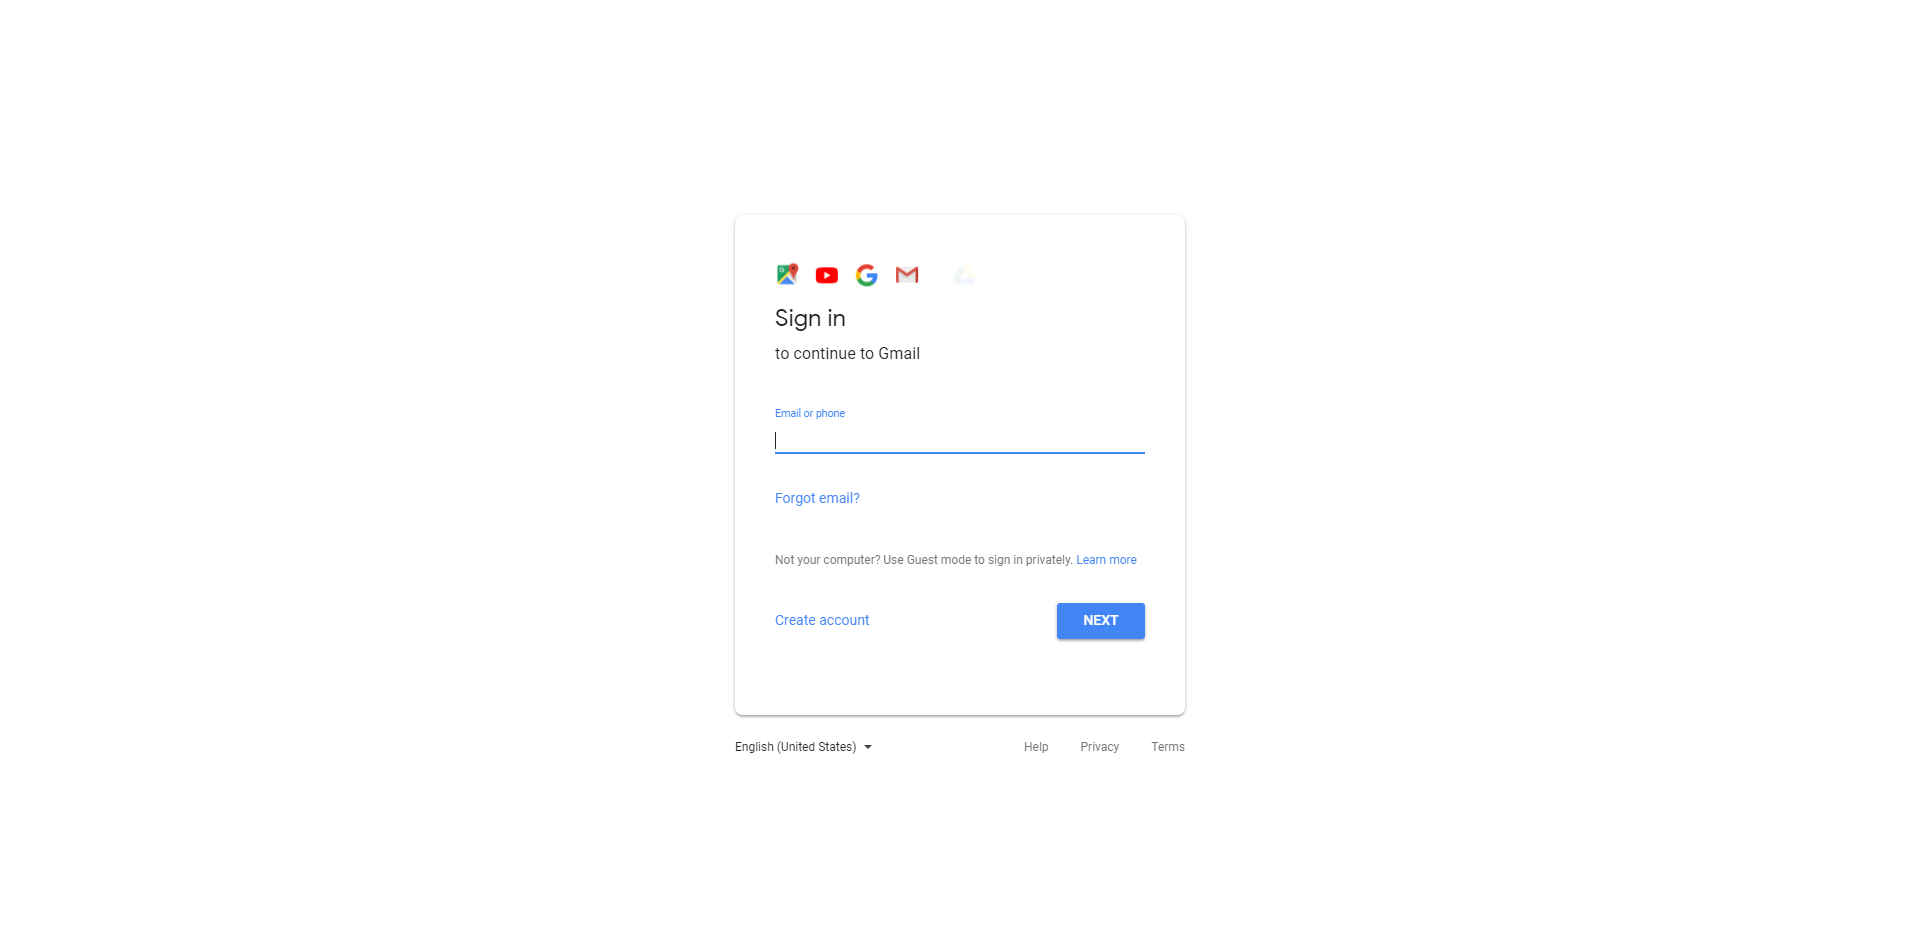 Sign in
to continue to Gmail
Email or phone
Forgot email?
Not your computer? Use Guest mode to sign in privately. Learn more
Create account
NEXT
English (United States)
Help
Privacy
Terms